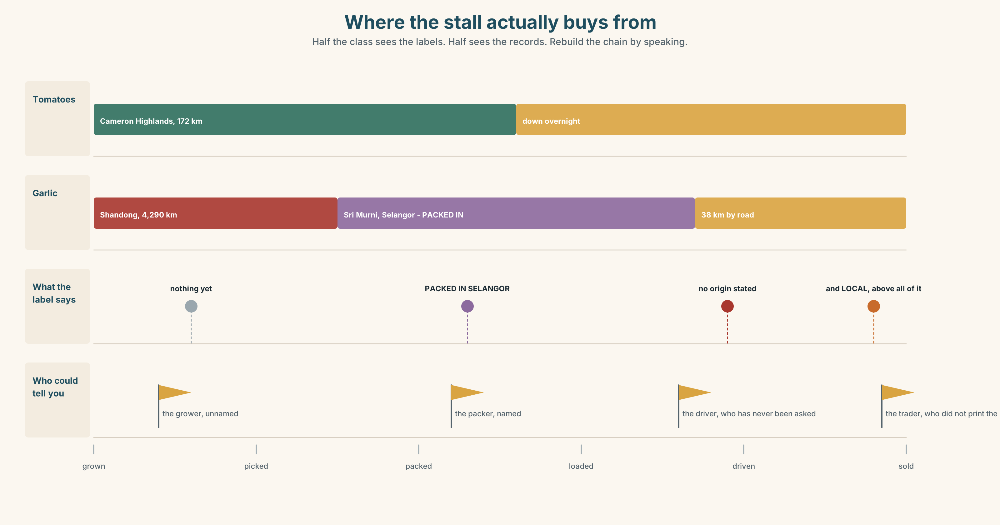 Where the stall actually buys from
Half the class sees the labels. Half sees the records. Rebuild the chain by speaking.
Tomatoes
Cameron Highlands, 172 km
down overnight
Garlic
Shandong, 4,290 km
Sri Murni, Selangor - PACKED IN
38 km by road
What the
label says
nothing yet
PACKED IN SELANGOR
no origin stated
and LOCAL, above all of it
Who could
tell you
the grower, unnamed
the packer, named
the driver, who has never been asked
the trader, who did not print the
grown
picked
packed
loaded
driven
sold